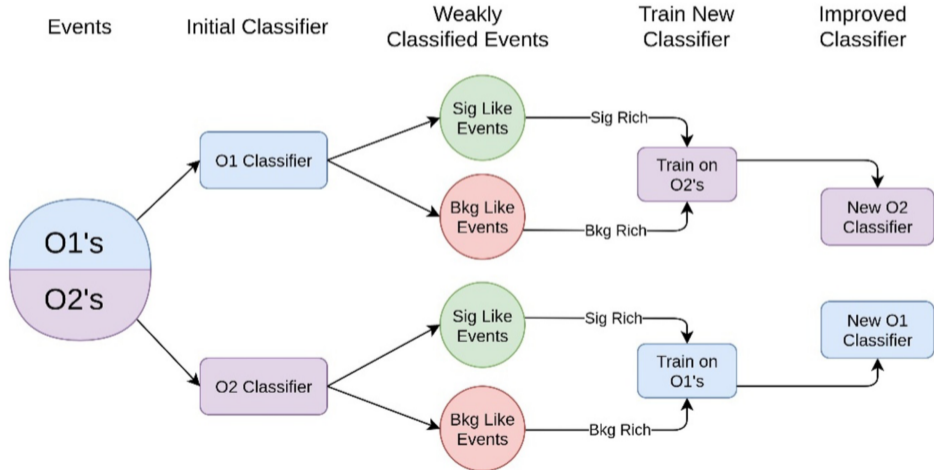 Events
Initial Classifier
Weakly
Classified Events
Train New
Classifier
Improved
Classifier
O1's
O2's
O1 Classifier
Sig Like
Events
Bkg Like
Events
Sig Rich
Bkg Rich
Train on
O2's
New O2
Classifier
O2 Classifier
Sig Like
Events
Bkg Like
Events
Sig Rich
Bkg Rich
Train on
O1's
New O1
Classifier